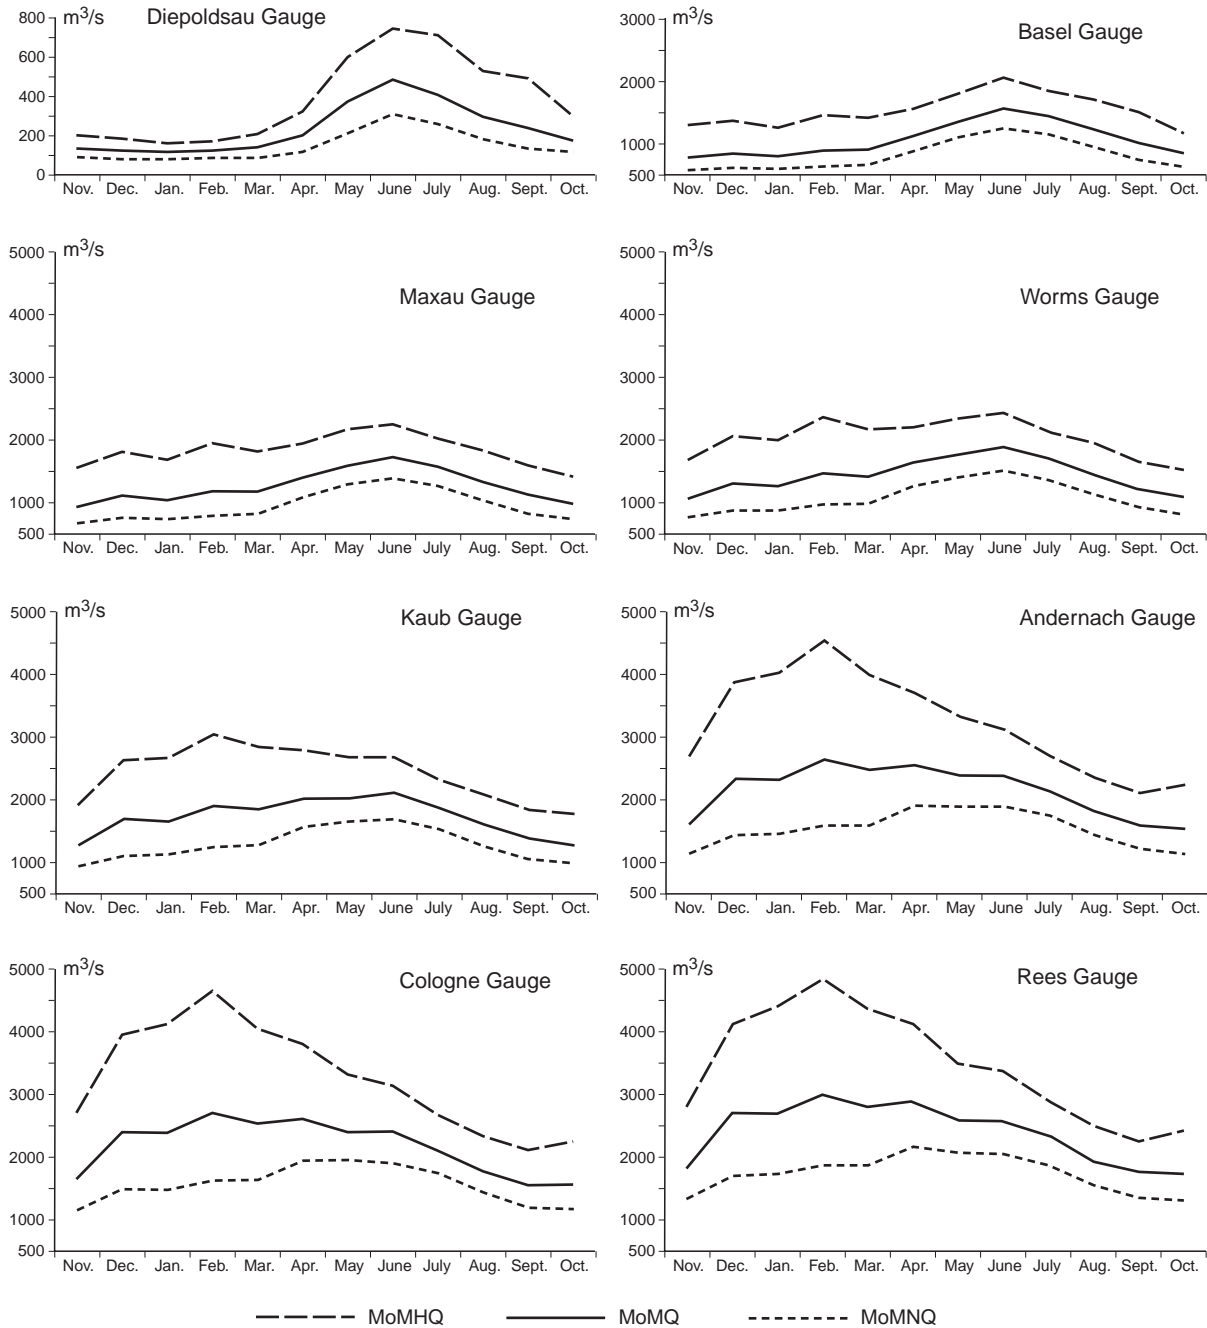 m³/s
Diepoldsau Gauge
800
600
400
200
0
Nov. Dec. Jan. Feb. Mar. Apr. May June July Aug. Sept. Oct.
m³/s
Basel Gauge
3000
2000
1000
500
Nov. Dec. Jan. Feb. Mar. Apr. May June July Aug. Sept. Oct.
m³/s
Maxau Gauge
5000
4000
3000
2000
1000
500
Nov. Dec. Jan. Feb. Mar. Apr. May June July Aug. Sept. Oct.
m³/s
Worms Gauge
5000
4000
3000
2000
1000
500
Nov. Dec. Jan. Feb. Mar. Apr. May June July Aug. Sept. Oct.
m³/s
Kaub Gauge
5000
4000
3000
2000
1000
500
Nov. Dec. Jan. Feb. Mar. Apr. May June July Aug. Sept. Oct.
m³/s
Andernach Gauge
5000
4000
3000
2000
1000
500
Nov. Dec. Jan. Feb. Mar. Apr. May June July Aug. Sept. Oct.
m³/s
Cologne Gauge
5000
4000
3000
2000
1000
500
Nov. Dec. Jan. Feb. Mar. Apr. May June July Aug. Sept. Oct.
m³/s
Rees Gauge
5000
4000
3000
2000
1000
500
Nov. Dec. Jan. Feb. Mar. Apr. May June July Aug. Sept. Oct.
MoMHQ MoMQ MoMNQ